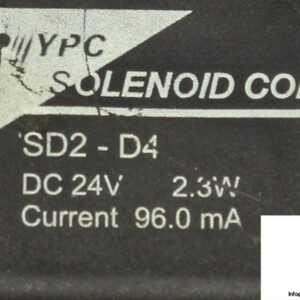 YPC
SOLENOID CO
SD2 - D4
DC 24V 2.3W
Current 96.0 mA